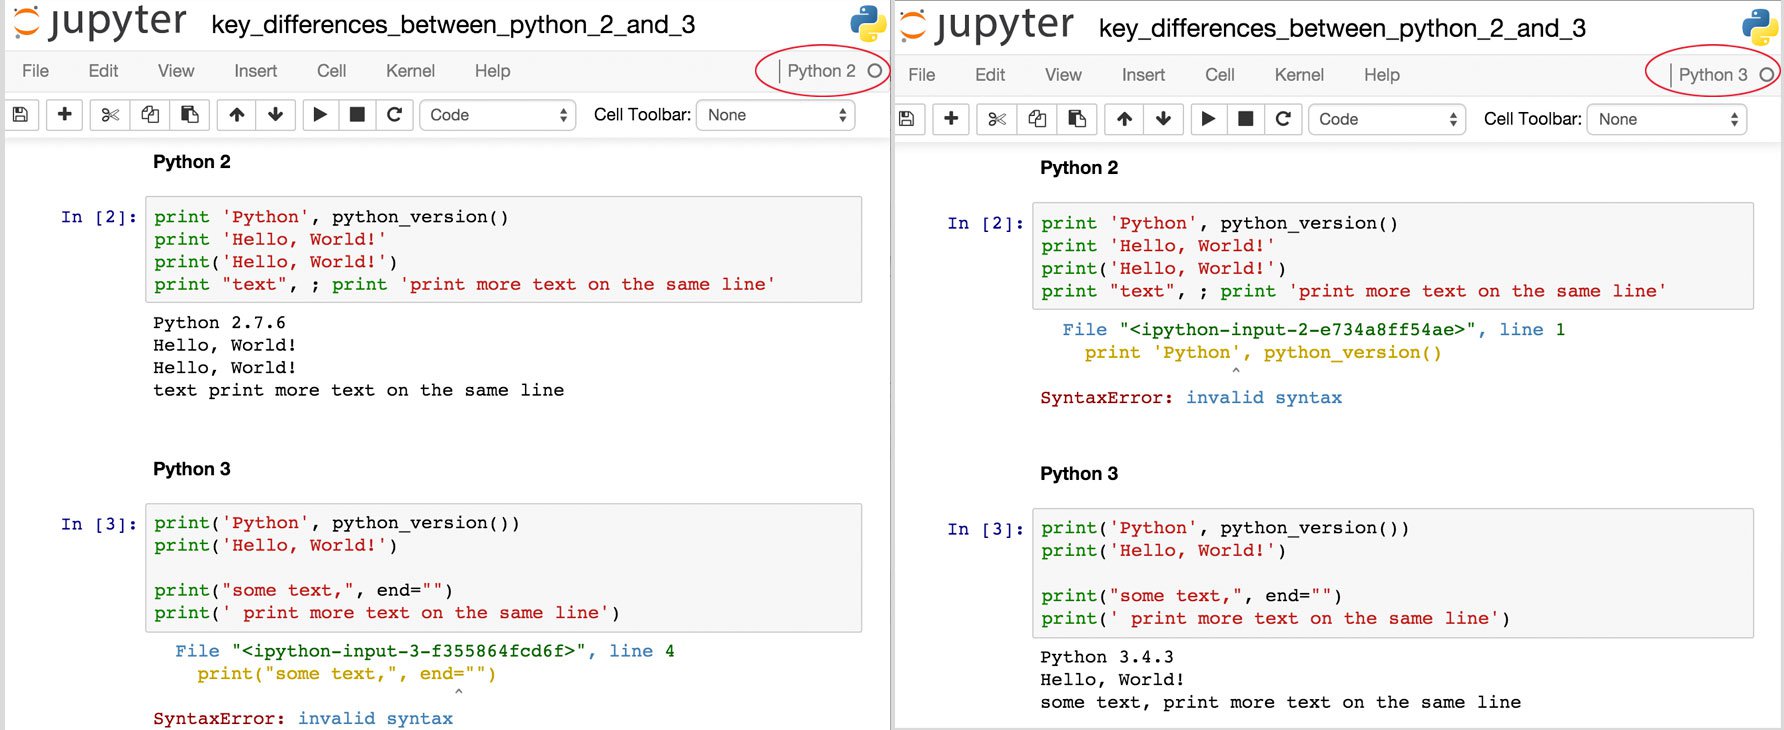 jupyter key_differences_between_python_2_and_3
File Edit View Insert Cell Kernel Help Python 2
Code Cell Toolbar: None
Python 2
In [2]: print 'Python', python_version()
print 'Hello, World!'
print('Hello, World!')
print "text", ; print 'print more text on the same line'
Python 2.7.6
Hello, World!
Hello, World!
text print more text on the same line
Python 3
In [3]: print('Python', python_version())
print('Hello, World!')
print("some text,", end="")
print(' print more text on the same line')
File "<ipython-input-3-f355864fcd6f>", line 4
print("some text,", end="")
^
SyntaxError: invalid syntax
jupyter key_differences_between_python_2_and_3
File Edit View Insert Cell Kernel Help Python 3
Code Cell Toolbar: None
Python 2
In [2]: print 'Python', python_version()
print 'Hello, World!'
print('Hello, World!')
print "text", ; print 'print more text on the same line'
File "<ipython-input-2-e734a8ff54ae>", line 1
print 'Python', python_version()
^
SyntaxError: invalid syntax
Python 3
In [3]: print('Python', python_version())
print('Hello, World!')
print("some text,", end="")
print(' print more text on the same line')
Python 3.4.3
Hello, World!
some text, print more text on the same line